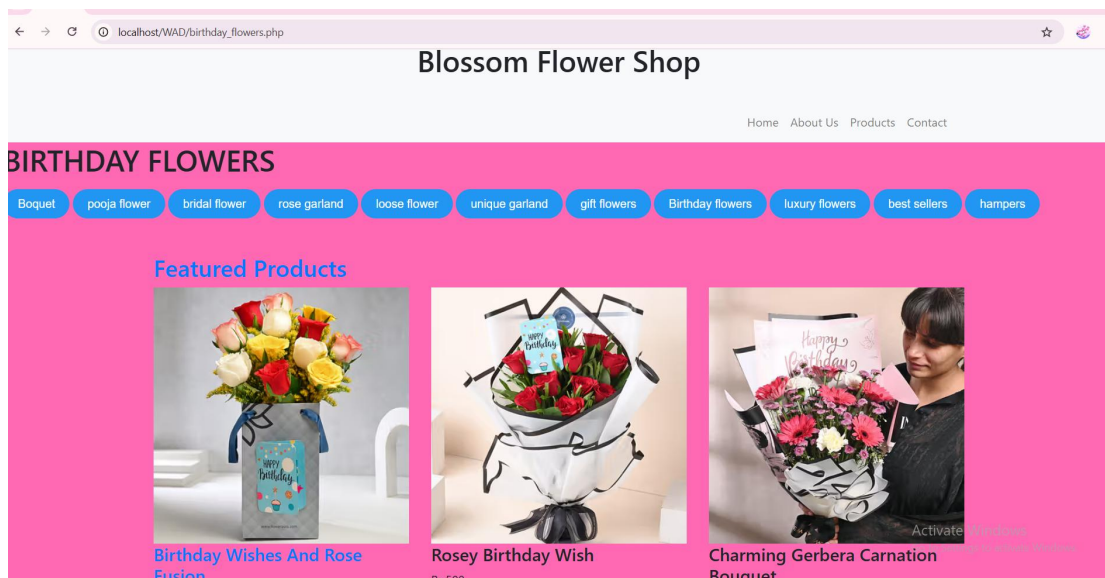 localhost/WAD/birthday_flowers.php
Blossom Flower Shop
Home About Us Products Contact
BIRTHDAY FLOWERS
Boquet pooja flower bridal flower rose garland loose flower unique garland gift flowers Birthday flowers luxury flowers best sellers hampers
Featured Products
HAPPY
Birthday
HAPPY
Birthday
Happy
Birthday
Activate Windows
Birthday Wishes And Rose
Fusion
Rosey Birthday Wish
Charming Gerbera Carnation
Bouquet